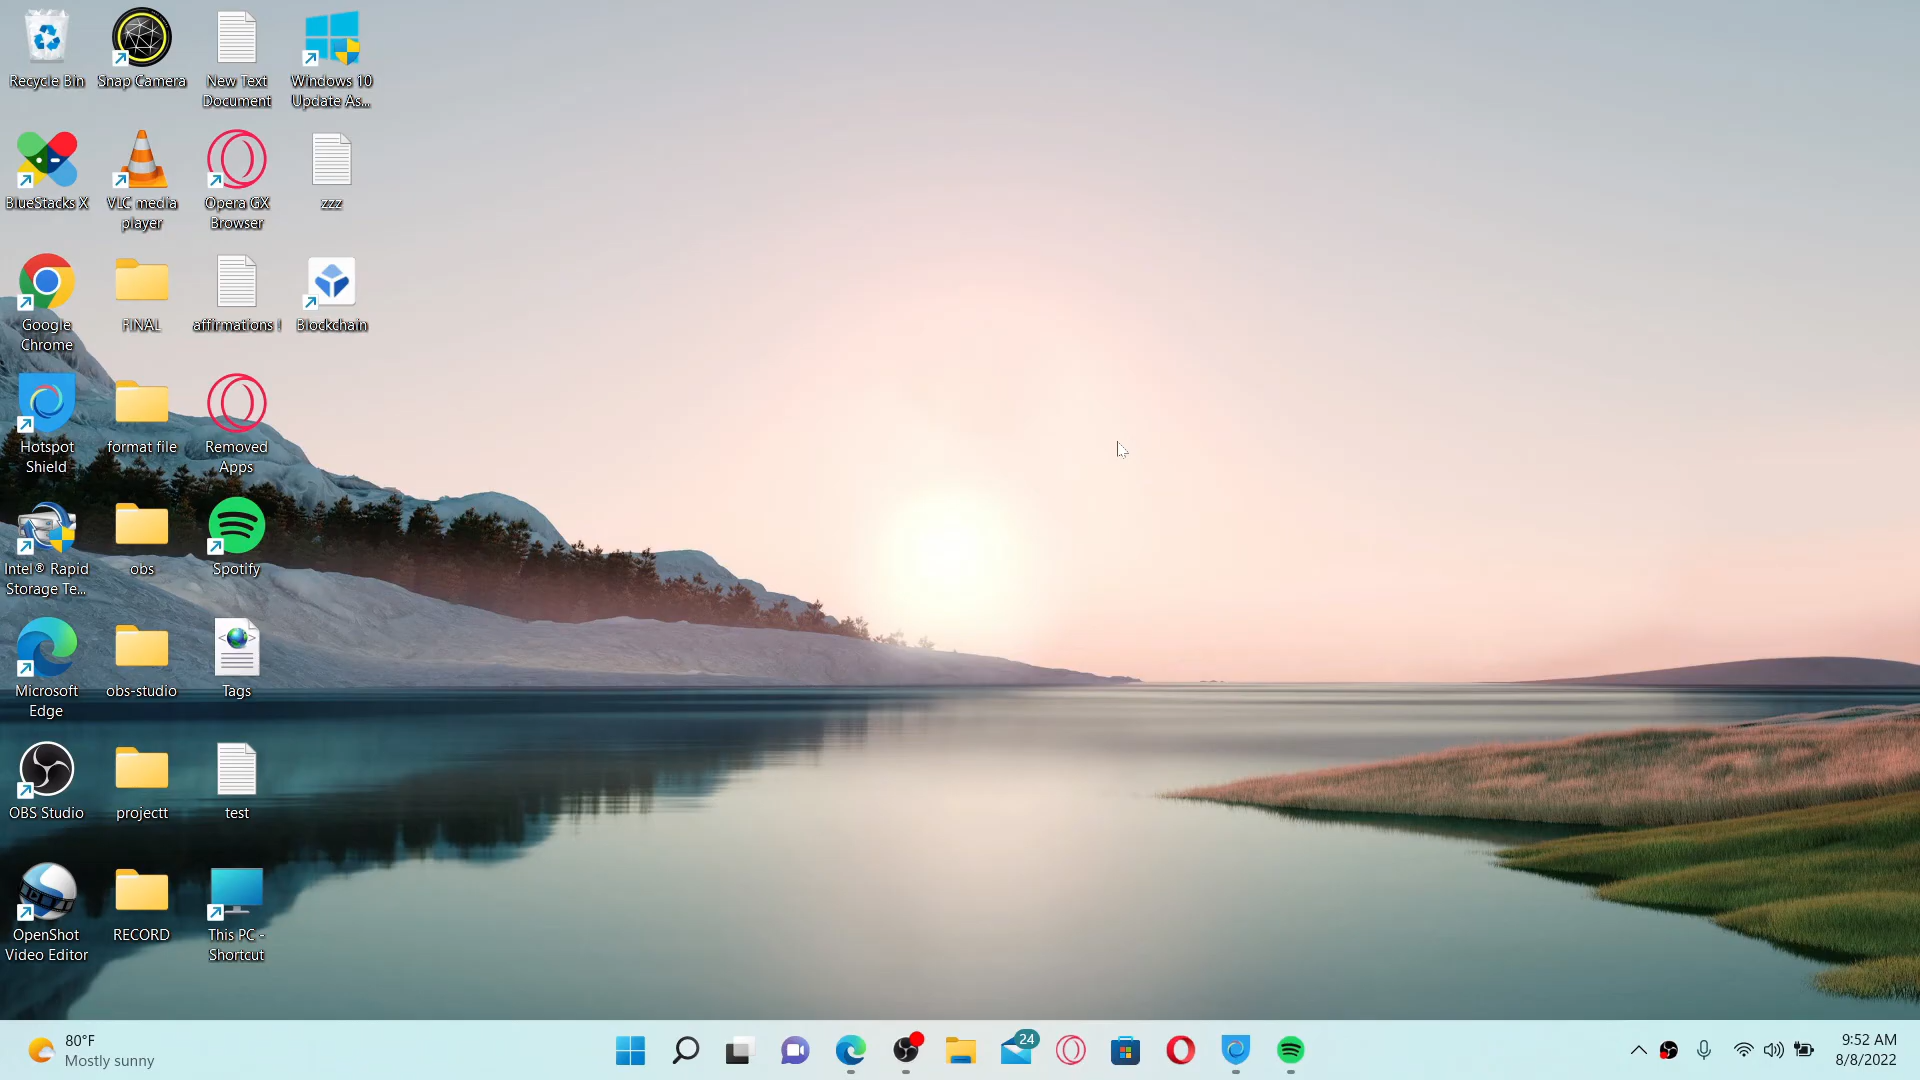 Recycle Bin
Snap Camera
New Text
Document
Windows 10
Update As...
BlueStacks X
VLC media
player
Opera GX
Browser
zzz
Google
Chrome
FINAL
affirmations !
Blockchain
Hotspot
Shield
format file
Removed
Apps
Intel® Rapid
Storage Te...
obs
Spotify
Microsoft
Edge
obs-studio
Tags
OBS Studio
projectt
test
OpenShot
Video Editor
RECORD
This PC -
Shortcut
80°F
Mostly sunny
24
9:52 AM
8/8/2022